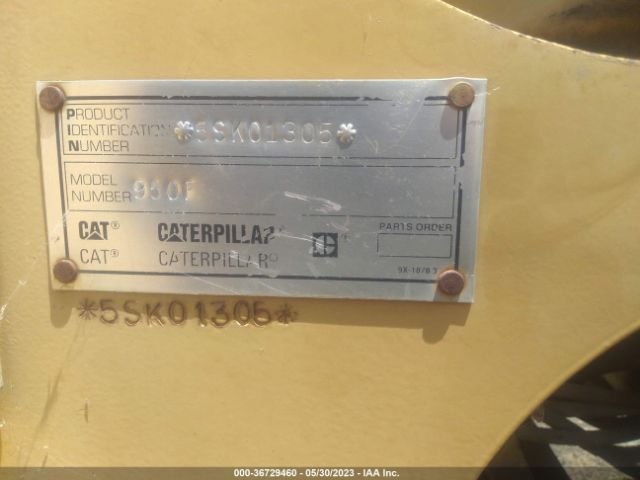 PRODUCT
IDENTIFICATION *5SK01305*
NUMBER
MODEL
NUMBER 950F
CAT® CATERPILLAR ®
PARTS ORDER
CAT® CATERPILLAR®
*5SK01305*
000-36729460 - 05/30/2023 - IAA Inc.